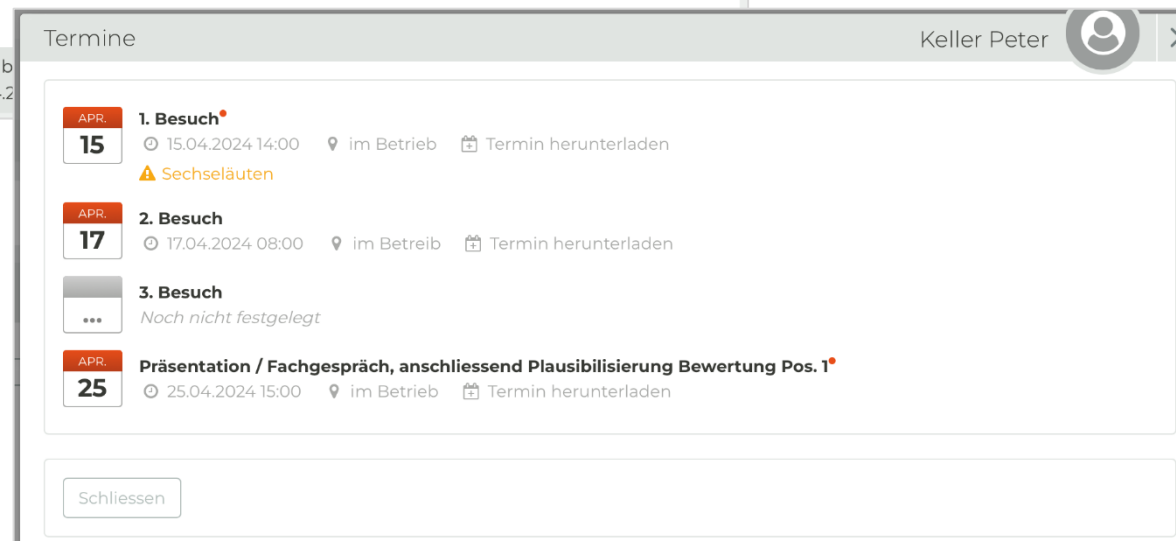 Termine
Keller Peter
APR.
15
1. Besuch
15.04.2024 14:00 im Betrieb Termin herunterladen
Sechseläuten
APR.
17
2. Besuch
17.04.2024 08:00 im Betreib Termin herunterladen
...
3. Besuch
Noch nicht festgelegt
APR.
25
Präsentation / Fachgespräch, anschliessend Plausibilisierung Bewertung Pos. 1
25.04.2024 15:00 im Betrieb Termin herunterladen
Schliessen